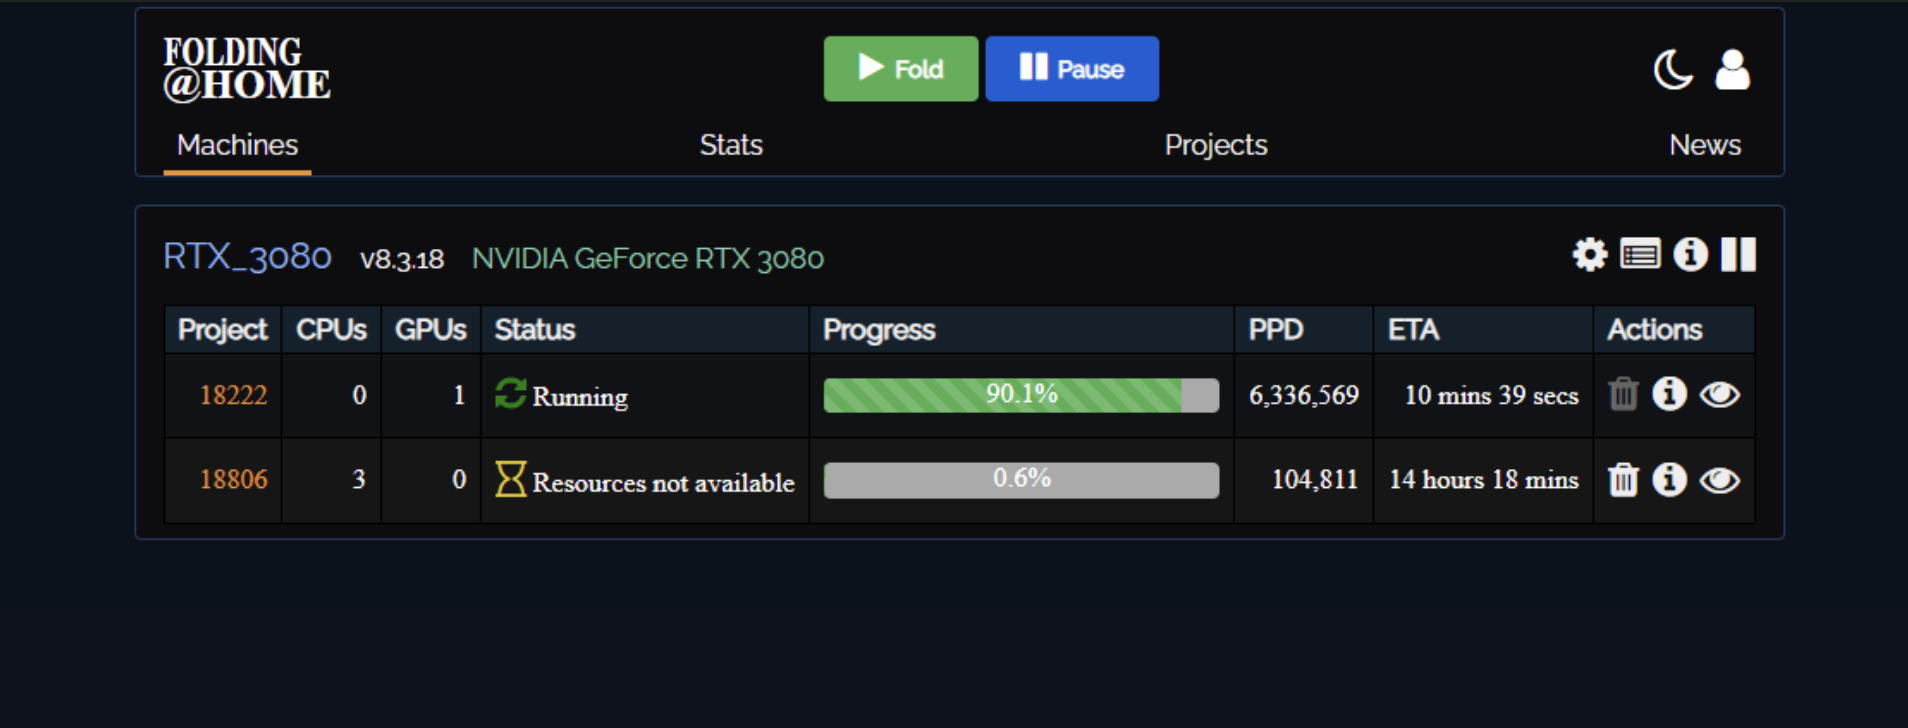 FOLDING
@HOME
Fold
Pause
Machines Stats Projects News
RTX_3080 v8.3.18 NVIDIA GeForce RTX 3080
Project CPUs GPUs Status Progress PPD ETA Actions
18222 0 1 Running 90.1% 6,336,569 10 mins 39 secs
18806 3 0 Resources not available 0.6% 104,811 14 hours 18 mins